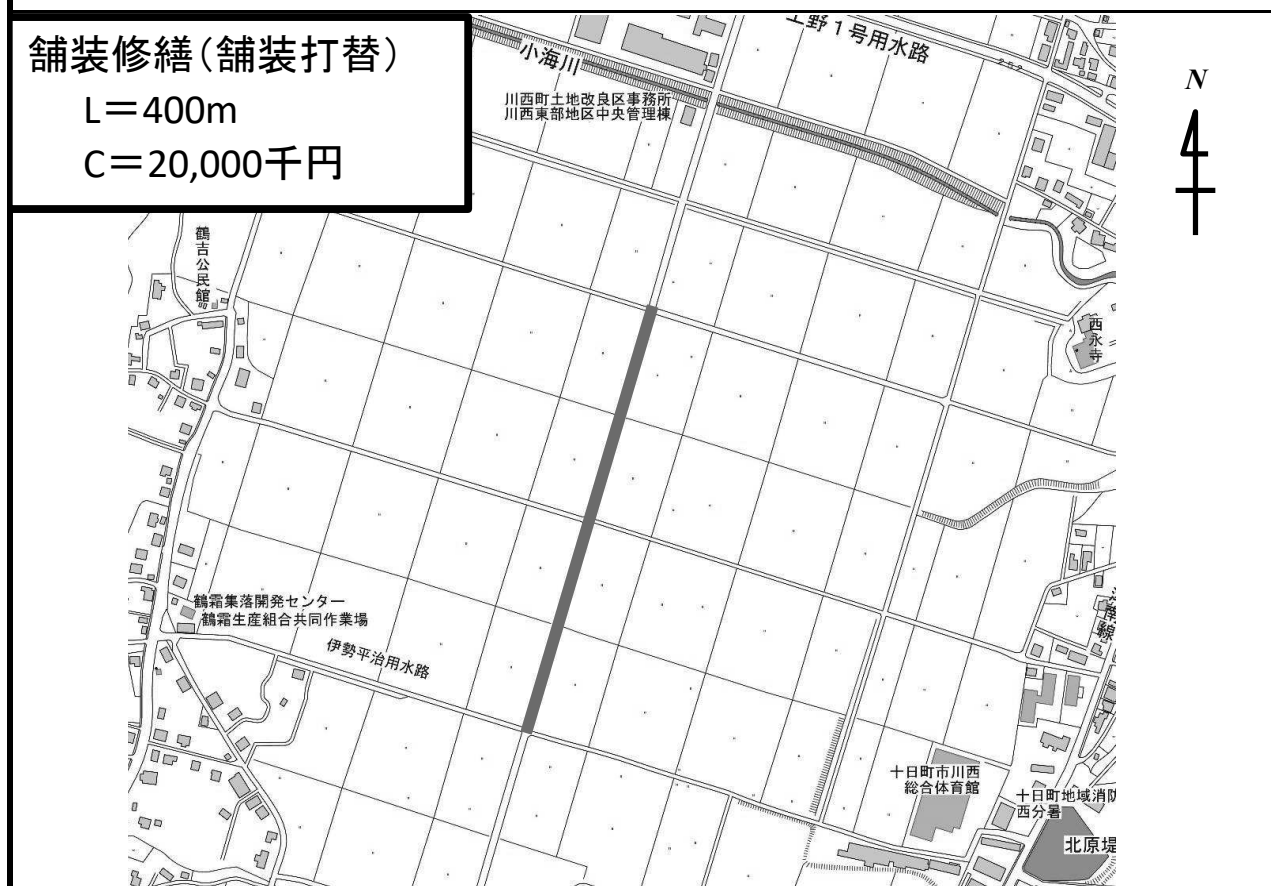 舗装修繕(舗装打替)
L=400m
C=20,000千円
N
上野1号用水路
小海川
252
川西町土地改良区事務所
川西東部地区中央管理棟
鶴吉公民館
西永寺
鶴霜集落開発センター
鶴霜生産組合共同作業場
伊勢平治用水路
十日町市川西
総合体育館
十日町地域消防
西分署
北原堤